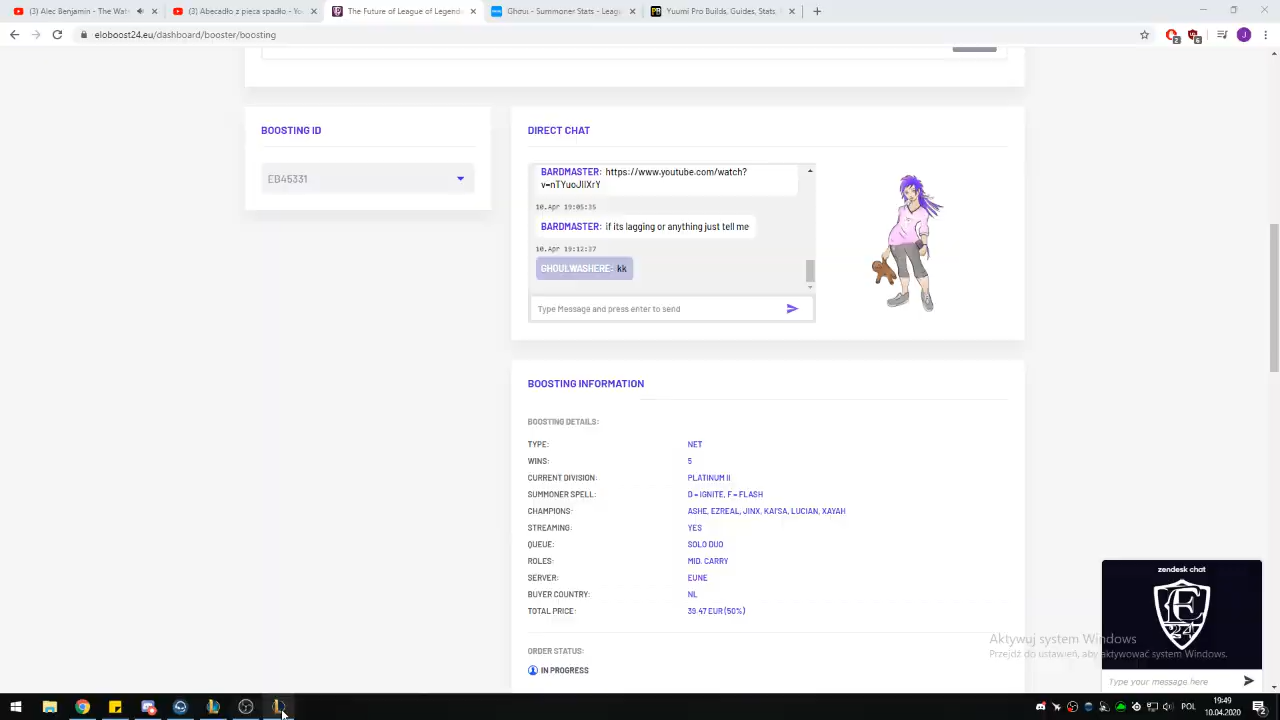 (3) Alec Benjamin - The Wate
(2) Abecadło z pieca spadło - You
The Future of League of Legend
Ghoul - Summoner Stats - League
Yuumi Pro Builds, Guides, Stats,
eloboost24.eu/dashboard/booster/boosting
BOOSTING ID
EB45331
DIRECT CHAT
BARDMASTER: https://www.youtube.com/watch?
v=nTYuoJIlXrY
10.Apr 19:05:35
BARDMASTER: if its lagging or anything just tell me
10.Apr 19:12:37
GHOULWASHERE: kk
Type Message and press enter to send
BOOSTING INFORMATION
BOOSTING DETAILS:
TYPE: NET
WINS: 5
CURRENT DIVISION: PLATINUM II
SUMMONER SPELL: D = IGNITE, F = FLASH
CHAMPIONS: ASHE, EZREAL, JINX, KAI'SA, LUCIAN, XAYAH
STREAMING: YES
QUEUE: SOLO DUO
ROLES: MID, CARRY
SERVER: EUNE
BUYER COUNTRY: NL
TOTAL PRICE: 39.47 EUR (50%)
ORDER STATUS:
IN PROGRESS
zendesk chat
E
24
Aktywuj system Windows
Przejdź do ustawień, aby aktywować system Windows.
Type your message here
POL
19:49
10.04.2020